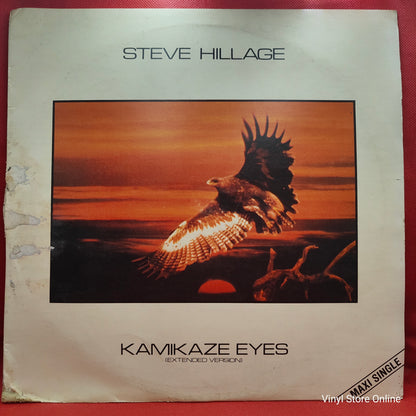 STEVE HILLAGE
KAMIKAZE EYES
(EXTENDED VERSION)
MAXI SINGLE
Vinyl Store Online